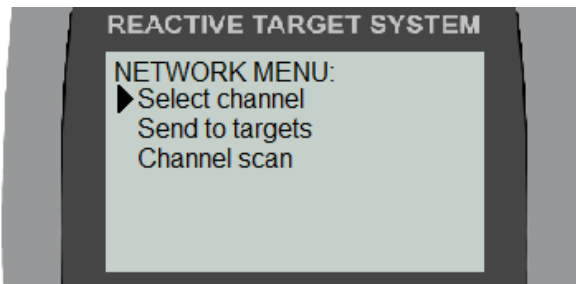 REACTIVE TARGET SYSTEM
NETWORK MENU:
Select channel
Send to targets
Channel scan